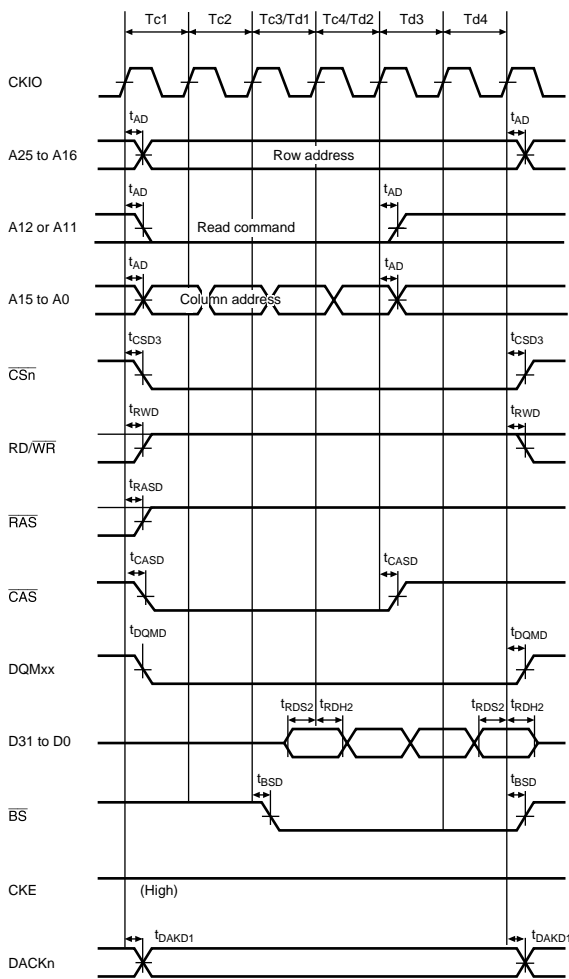 Tc1 Tc2 Tc3/Td1 Tc4/Td2 Td3 Td4
CKIO
tAD tAD
A25 to A16 Row address
tAD tAD
A12 or A11 Read command
tAD tAD
A15 to A0 Column address
tCSD3 tCSD3
CSn
tRWD tRWD
RD/WR
tRASD
RAS
tCASD tCASD
CAS
tDQMD tDQMD
DQMxx
tRDS2 tRDH2 tRDS2 tRDH2
D31 to D0
tBSD tBSD
BS
CKE (High)
tDAKD1 tDAKD1
DACKn